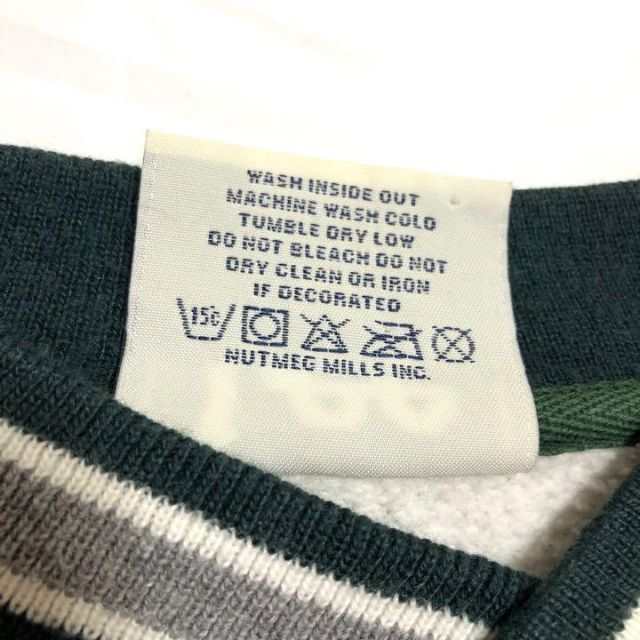 WASH INSIDE OUT
MACHINE WASH COLD
TUMBLE DRY LOW
DO NOT BLEACH DO NOT
DRY CLEAN OR IRON
IF DECORATED
15°
NUTMEG MILLS INC.